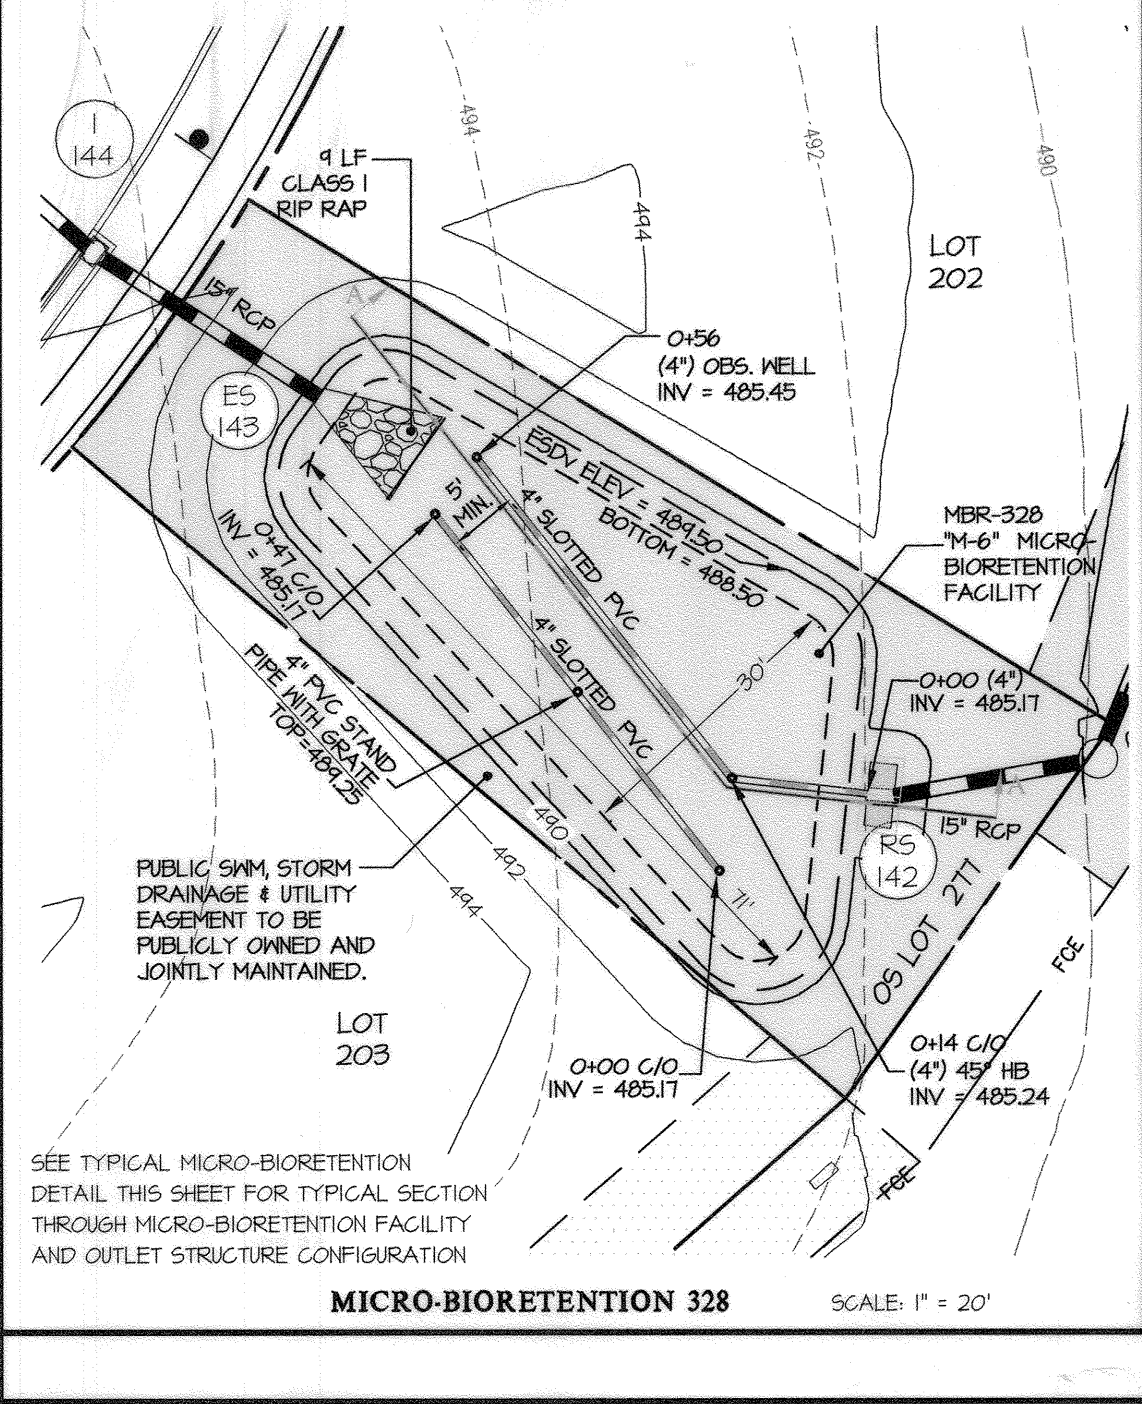 494
492
490
1
144
9 LF
CLASS I
RIP RAP
494
LOT
202
15" RCP
A
0+56
(4") OBS. WELL
INV = 485.45
ES
143
ESDv ELEV = 489.50
BOTTOM = 488.50
5'
MIN.
4" SLOTTED PVC
MBR-328
"M-6" MICRO-
BIORETENTION
FACILITY
0+47 C/O
INV = 485.17
4" SLOTTED PVC
30'
4" PVC STAND
PIPE WITH GRATE
TOP=489.25
0+00 (4")
INV = 485.17
A
15" RCP
490
492
494
RS
142
71'
PUBLIC SWM, STORM
DRAINAGE & UTILITY
EASEMENT TO BE
PUBLICLY OWNED AND
JOINTLY MAINTAINED.
OS LOT 277
FCE
LOT
203
0+00 C/O
INV = 485.17
0+14 C/O
(4") 45° HB
INV = 485.24
FCE
SEE TYPICAL MICRO-BIORETENTION
DETAIL THIS SHEET FOR TYPICAL SECTION
THROUGH MICRO-BIORETENTION FACILITY
AND OUTLET STRUCTURE CONFIGURATION
MICRO-BIORETENTION 328
SCALE: 1" = 20'